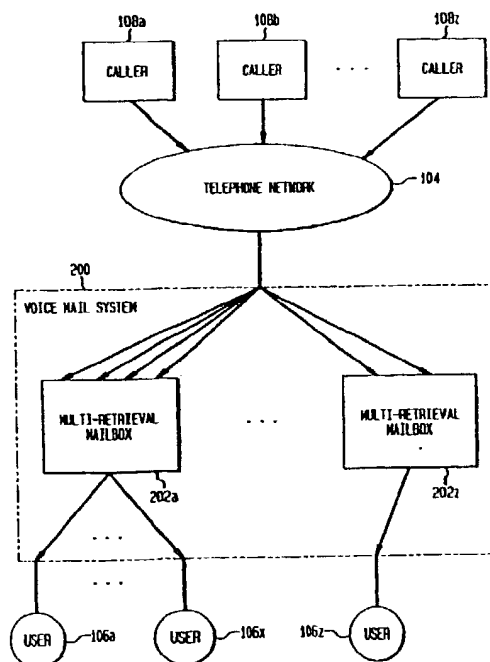 108a 108b 108z
CALLER CALLER . . . CALLER
TELEPHONE NETWORK
104
200
VOICE MAIL SYSTEM
MULTI-RETRIEVAL MAILBOX
. . .
MULTI-RETRIEVAL MAILBOX
202a 202z
. . .
. . .
USER 106a USER 106x 106z USER